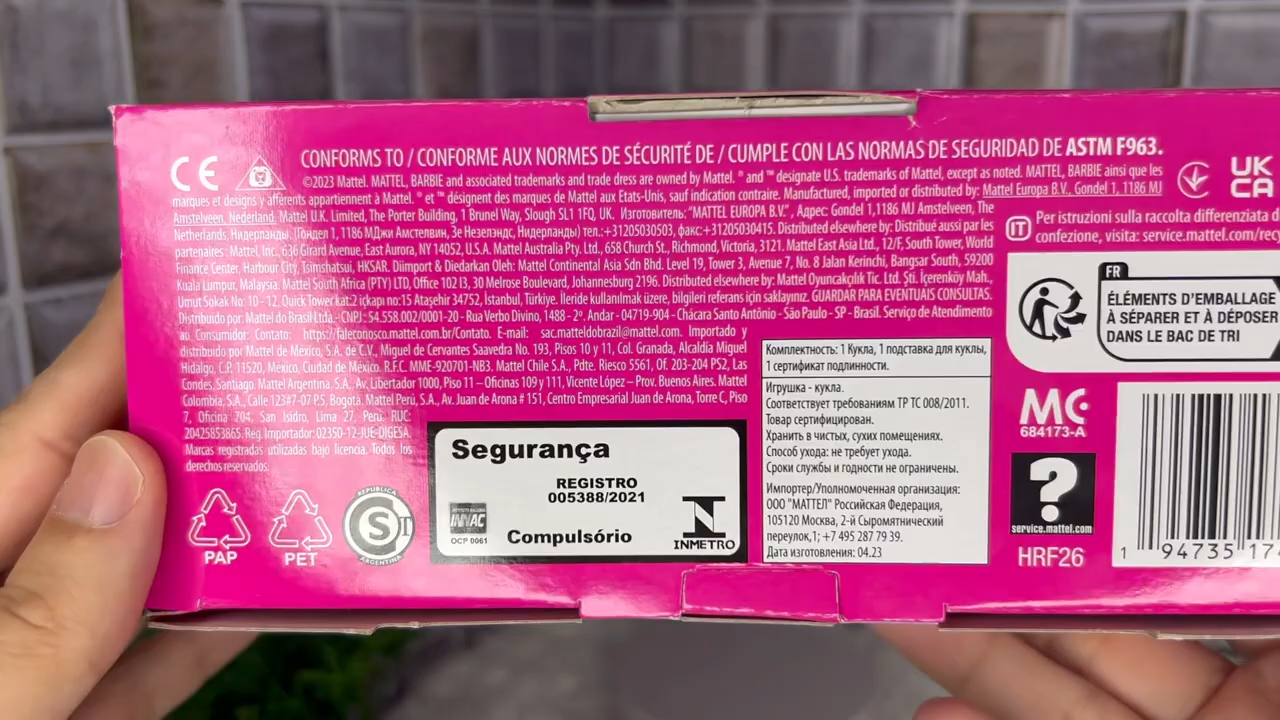 CE
CONFORMS TO / CONFORME AUX NORMES DE SÉCURITÉ DE / CUMPLE CON LAS NORMAS DE SEGURIDAD DE ASTM F963.
©2023 Mattel. MATTEL, BARBIE and associated trademarks and trade dress are owned by Mattel. ® and ™ designate U.S. trademarks of Mattel, except as noted. MATTEL, BARBIE ainsi que les
marques et designs y afférents appartiennent à Mattel. ® et ™ désignent des marques de Mattel aux États-Unis, sauf indication contraire. Manufactured, imported or distributed by: Mattel Europa B.V., Gondel 1, 1186 MJ
Amstelveen, Nederland. Mattel U.K. Limited, The Porter Building, 1 Brunel Way, Slough SL1 1FQ, UK. Изготовитель: "MATTEL EUROPA B.V.", Адрес: Gondel 1,1186 MJ Amstelveen, The
Netherlands, Нидерланды. (Гондел 1, 1186 МДжи Амстелвин, Зе Незелэндс, Нидерланды) тел.:+31205030503, факс:+31205030415. Distributed elsewhere by: Distribué ailleurs par les
partenaires : Mattel, Inc., 636 Girard Avenue, East Aurora, NY 14052, U.S.A. Mattel Australia Pty. Ltd., 658 Church St., Richmond, Victoria, 3121. Mattel East Asia Ltd., 12/F, South Tower, World
Finance Center, Harbour City, Tsimshatsui, HKSAR. Diimport & Diedarkan Oleh: Mattel Continental Asia Sdn Bhd. Level 19, Tower 3, Avenue 7, No. 8 Jalan Kerinchi, Bangsar South, 59200
Kuala Lumpur, Malaysia. Mattel South Africa (PTY) LTD, Office 102 I3, 30 Melrose Boulevard, Johannesburg 2196. Distributed elsewhere by: Mattel Oyuncakçılık Tic. Ltd. Şti. İçerenköy Mah.,
Umut Sokak No: 10 - 12, Quick Tower kat:2 içkapı no:15 Ataşehir 34752, İstanbul, Türkiye. İleride kullanılmak üzere, bilgileri referans için saklayınız. GUARDAR PARA EVENTUAIS CONSULTAS.
Distribuído por: Mattel do Brasil Ltda.- CNPJ: 54.558.002/0001-20 - Rua Verbo Divino, 1488 - 2º. Andar - 04719-904 - Chácara Santo Antônio - São Paulo - SP - Brasil. Serviço de Atendimento
ao Consumidor: Contato: https://faleconosco.mattel.com.br/Contato. E-mail: sac.matteldobrazil@mattel.com. Importado y
distribuido por Mattel de México, S.A. de C.V., Miguel de Cervantes Saavedra No. 193, Pisos 10 y 11, Col. Granada, Alcaldía Miguel
Hidalgo, C.P. 11520, México, Ciudad de México. R.F.C. MME-920701-NB3. Mattel Chile S.A., Pdte. Riesco 5561, Of. 203-204 PS2, Las
Condes, Santiago. Mattel Argentina, S.A., Av. Libertador 1000, Piso 11 – Oficinas 109 y 111, Vicente López – Prov. Buenos Aires. Mattel
Colombia, S.A., Calle 123#7-07 P.5, Bogotá. Mattel Perú, S.A., Av. Juan de Arona # 151, Centro Empresarial Juan de Arona, Torre C, Piso
7, Oficina 704, San Isidro, Lima 27, Perú. RUC:
20425853865. Reg. Importador: 02350-12-JUE-DIGESA.
Marcas registradas utilizadas bajo licencia. Todos los
derechos reservados.
PAP
PET
REPUBLICA
S
ARGENTINA
Segurança
REGISTRO
005388/2021
INNAC
OCP 0061
Compulsório
INMETRO
Комплектность: 1 Кукла, 1 подставка для куклы,
1 сертификат подлинности.
Игрушка - кукла.
Соответствует требованиям ТР ТС 008/2011.
Товар сертифицирован.
Хранить в чистых, сухих помещениях.
Способ ухода: не требует ухода.
Сроки службы и годности не ограничены.
Импортер/Уполномоченная организация:
ООО "МАТТЕЛ" Российская Федерация,
105120 Москва, 2-й Сыромятнический
переулок,1; +7 495 287 79 39.
Дата изготовления: 04.23
UK
CA
IT
Per istruzioni sulla raccolta differenziata d
confezione, visita: service.mattel.com/recy
FR
ÉLÉMENTS D'EMBALLAGE
À SÉPARER ET À DÉPOSER
DANS LE BAC DE TRI
MC
684173-A
?
service.mattel.com
HRF26
1 94735 17